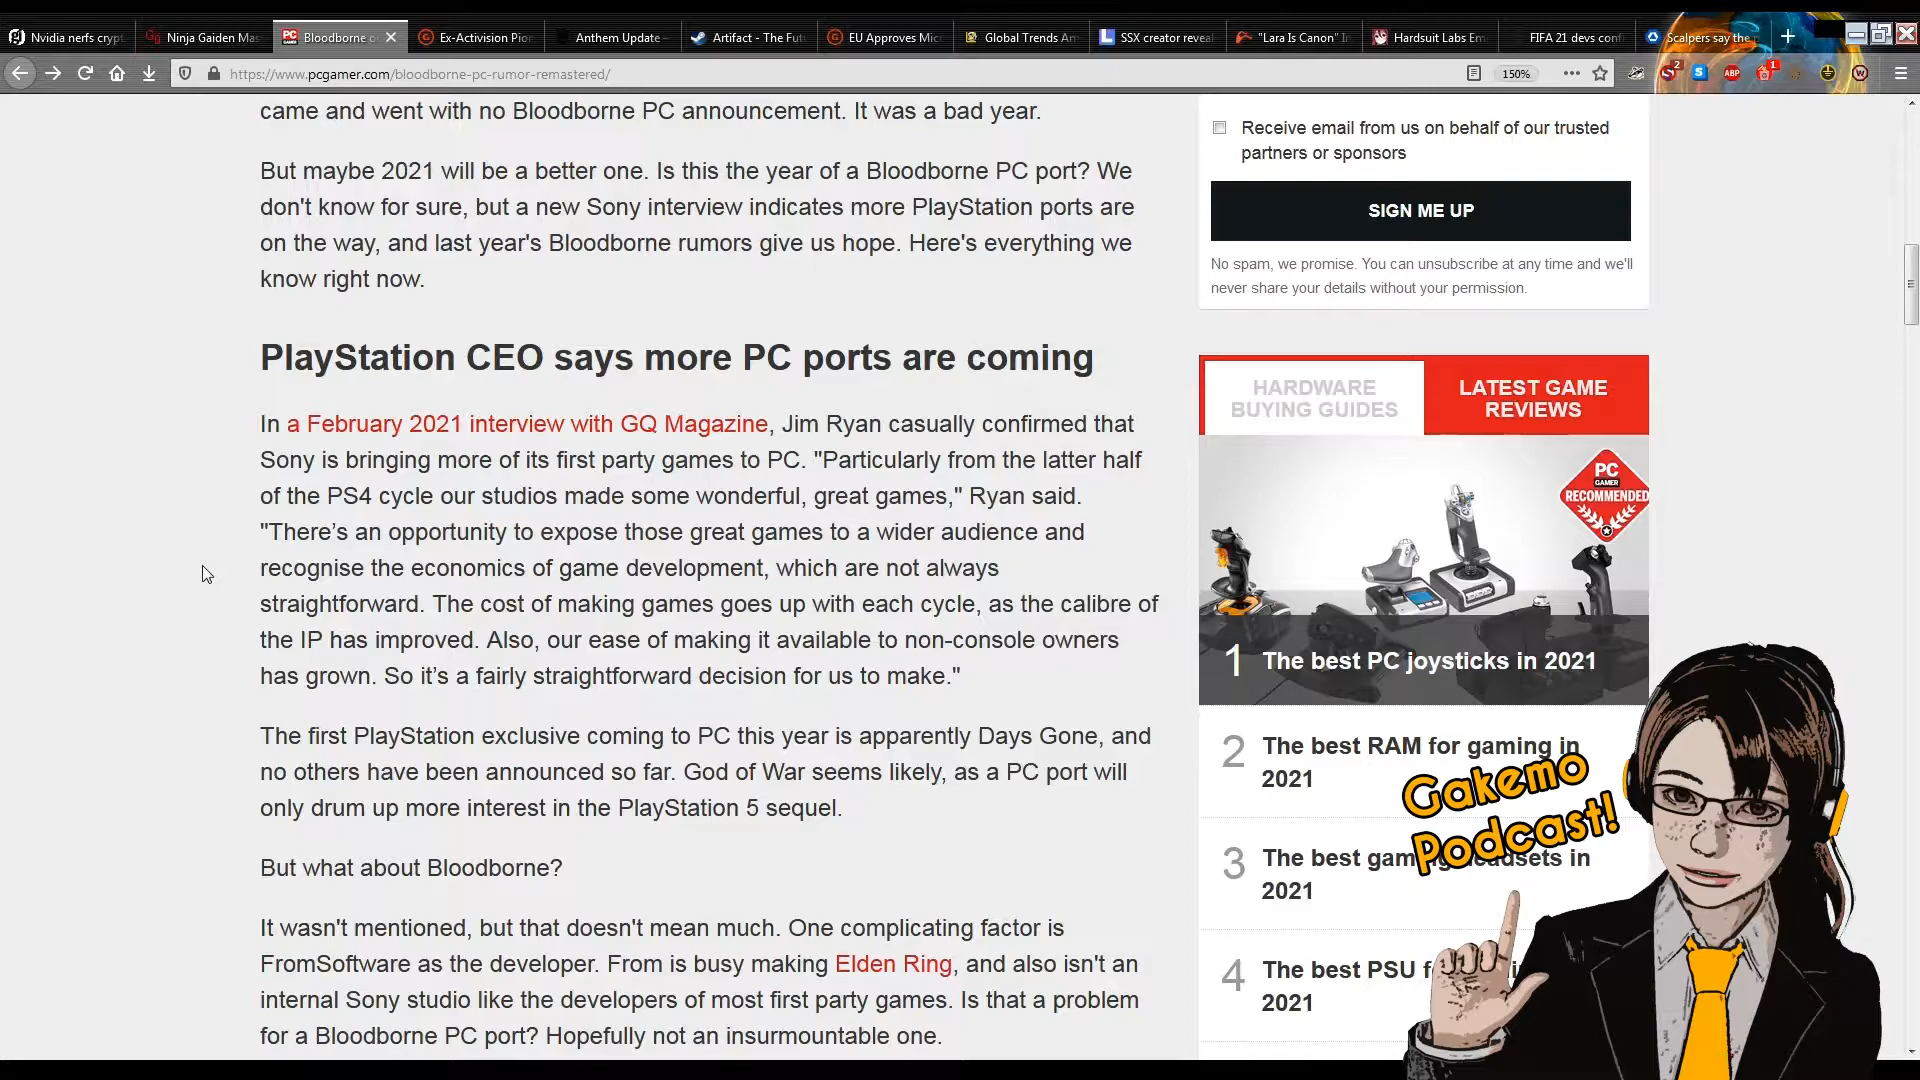 Nvidia nerfs crypt
Ninja Gaiden Mas
Bloodborne o
Ex-Activision Pion
Anthem Update -
Artifact - The Fut
EU Approves Micr
Global Trends An
SSX creator reveal
"Lara Is Canon" In
Hardsuit Labs Em
FIFA 21 devs conf
Scalpers say the p
https://www.pcgamer.com/bloodborne-pc-rumor-remastered/
150%
2
ABP
1
came and went with no Bloodborne PC announcement. It was a bad year.
But maybe 2021 will be a better one. Is this the year of a Bloodborne PC port? We
don't know for sure, but a new Sony interview indicates more PlayStation ports are
on the way, and last year's Bloodborne rumors give us hope. Here's everything we
know right now.
PlayStation CEO says more PC ports are coming
In a February 2021 interview with GQ Magazine, Jim Ryan casually confirmed that
Sony is bringing more of its first party games to PC. "Particularly from the latter half
of the PS4 cycle our studios made some wonderful, great games," Ryan said.
"There’s an opportunity to expose those great games to a wider audience and
recognise the economics of game development, which are not always
straightforward. The cost of making games goes up with each cycle, as the calibre of
the IP has improved. Also, our ease of making it available to non-console owners
has grown. So it’s a fairly straightforward decision for us to make."
The first PlayStation exclusive coming to PC this year is apparently Days Gone, and
no others have been announced so far. God of War seems likely, as a PC port will
only drum up more interest in the PlayStation 5 sequel.
But what about Bloodborne?
It wasn't mentioned, but that doesn't mean much. One complicating factor is
FromSoftware as the developer. From is busy making Elden Ring, and also isn't an
internal Sony studio like the developers of most first party games. Is that a problem
for a Bloodborne PC port? Hopefully not an insurmountable one.
Receive email from us on behalf of our trusted
partners or sponsors
SIGN ME UP
No spam, we promise. You can unsubscribe at any time and we'll
never share your details without your permission.
HARDWARE
BUYING GUIDES
LATEST GAME
REVIEWS
PC
GAMER
RECOMMENDED
1 The best PC joysticks in 2021
2 The best RAM for gaming in
2021
3 The best gaming headsets in
2021
4 The best PSU f
2021
Gakemo
Podcast!